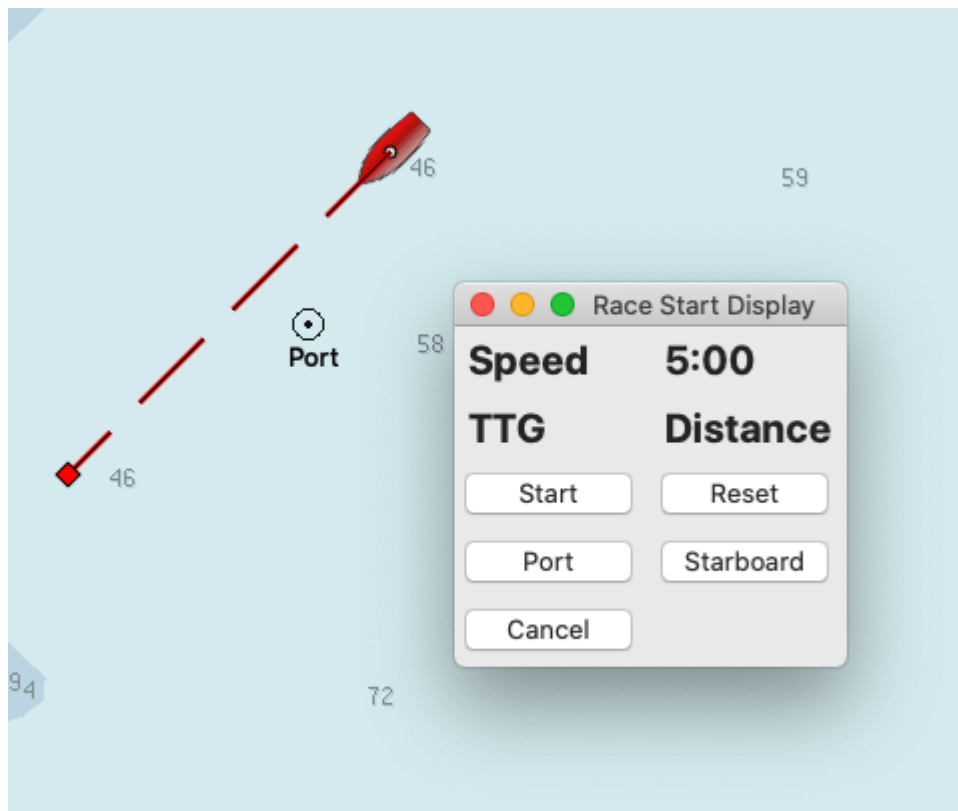 46
59
Race Start Display
58
Port
Speed 5:00
TTG Distance
46
Start Reset
Port Starboard
Cancel
94
72